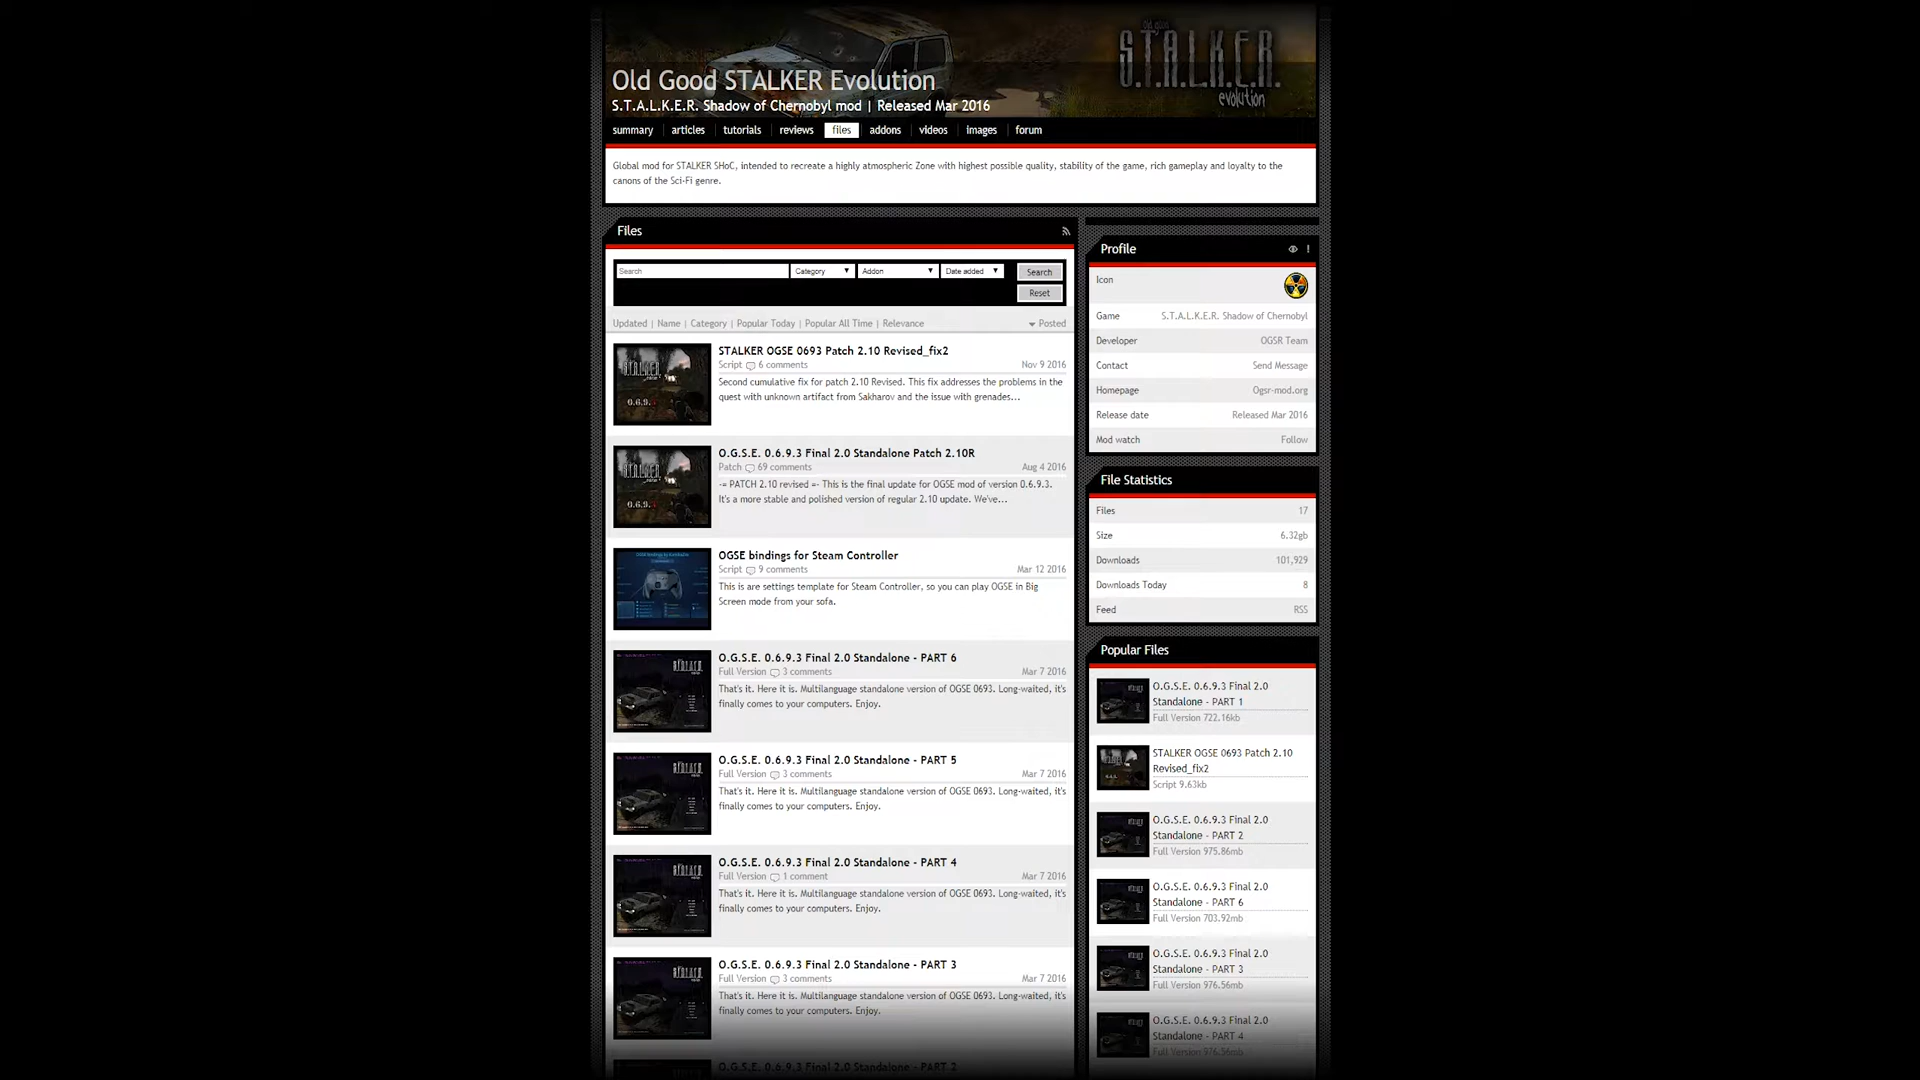 old good
S.T.A.L.K.E.R.
evolution
Old Good STALKER Evolution
S.T.A.L.K.E.R. Shadow of Chernobyl mod | Released Mar 2016
summary articles tutorials reviews files addons videos images forum
Global mod for STALKER SHoC, intended to recreate a highly atmospheric Zone with highest possible quality, stability of the game, rich gameplay and loyalty to the
canons of the Sci-Fi genre.
Files
Search Category Addon Date added Search
Reset
Updated | Name | Category | Popular Today | Popular All Time | Relevance Posted
STALKER OGSE 0693 Patch 2.10 Revised_fix2
Script 6 comments Nov 9 2016
Second cumulative fix for patch 2.10 Revised. This fix addresses the problems in the
quest with unknown artifact from Sakharov and the issue with grenades...
O.G.S.E. 0.6.9.3 Final 2.0 Standalone Patch 2.10R
Patch 69 comments Aug 4 2016
-= PATCH 2.10 revised =- This is the final update for OGSE mod of version 0.6.9.3.
It's a more stable and polished version of regular 2.10 update. We've...
OGSE bindings for Steam Controller
Script 9 comments Mar 12 2016
This is are settings template for Steam Controller, so you can play OGSE in Big
Screen mode from your sofa.
O.G.S.E. 0.6.9.3 Final 2.0 Standalone - PART 6
Full Version 3 comments Mar 7 2016
That's it. Here it is. Multilanguage standalone version of OGSE 0693. Long-waited, it's
finally comes to your computers. Enjoy.
O.G.S.E. 0.6.9.3 Final 2.0 Standalone - PART 5
Full Version 3 comments Mar 7 2016
That's it. Here it is. Multilanguage standalone version of OGSE 0693. Long-waited, it's
finally comes to your computers. Enjoy.
O.G.S.E. 0.6.9.3 Final 2.0 Standalone - PART 4
Full Version 1 comment Mar 7 2016
That's it. Here it is. Multilanguage standalone version of OGSE 0693. Long-waited, it's
finally comes to your computers. Enjoy.
O.G.S.E. 0.6.9.3 Final 2.0 Standalone - PART 3
Full Version 3 comments Mar 7 2016
That's it. Here it is. Multilanguage standalone version of OGSE 0693. Long-waited, it's
finally comes to your computers. Enjoy.
O.G.S.E. 0.6.9.3 Final 2.0 Standalone - PART 2
Profile
Icon
Game S.T.A.L.K.E.R. Shadow of Chernobyl
Developer OGSR Team
Contact Send Message
Homepage Ogsr-mod.org
Release date Released Mar 2016
Mod watch Follow
File Statistics
Files 17
Size 6.32gb
Downloads 101,929
Downloads Today 8
Feed RSS
Popular Files
O.G.S.E. 0.6.9.3 Final 2.0
Standalone - PART 1
Full Version 722.16kb
STALKER OGSE 0693 Patch 2.10
Revised_fix2
Script 9.63kb
O.G.S.E. 0.6.9.3 Final 2.0
Standalone - PART 2
Full Version 975.86mb
O.G.S.E. 0.6.9.3 Final 2.0
Standalone - PART 6
Full Version 703.92mb
O.G.S.E. 0.6.9.3 Final 2.0
Standalone - PART 3
Full Version 976.56mb
O.G.S.E. 0.6.9.3 Final 2.0
Standalone - PART 4
Full Version 976.56mb